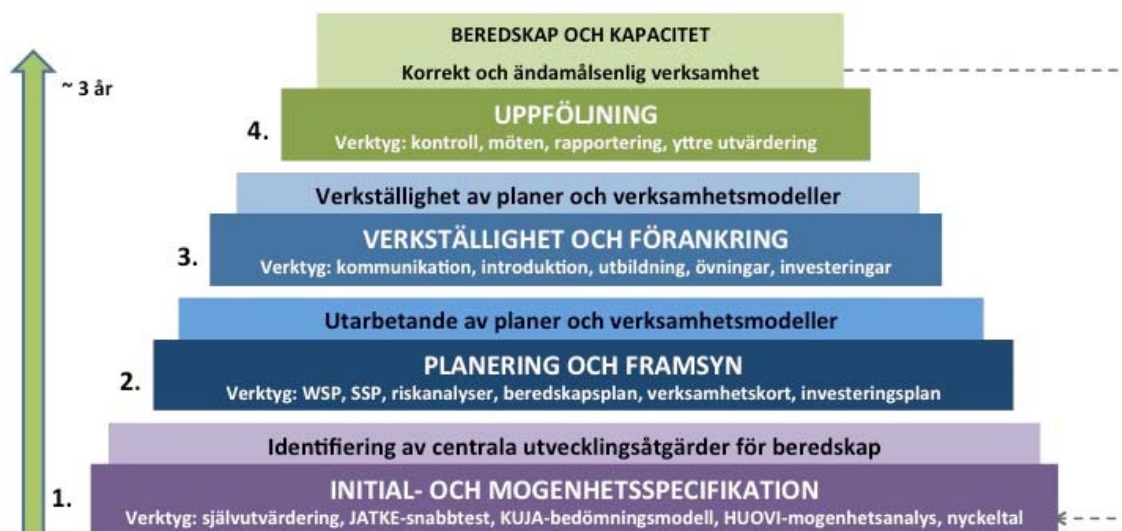 BEREDSKAP OCH KAPACITET
Korrekt och ändamålsenlig verksamhet
~ 3 år
4.
UPPFÖLJNING
Verktyg: kontroll, möten, rapportering, yttre utvärdering
Verkställighet av planer och verksamhetsmodeller
3.
VERKSTÄLLIGHET OCH FÖRANKRING
Verktyg: kommunikation, introduktion, utbildning, övningar, investeringar
Utarbetande av planer och verksamhetsmodeller
2.
PLANERING OCH FRAMSYN
Verktyg: WSP, SSP, riskanalyser, beredskapsplan, verksamhetskort, investeringsplan
Identifiering av centrala utvecklingsåtgärder för beredskap
1.
INITIAL- OCH MOGENHETSSPECIFIKATION
Verktyg: självutvärdering, JATKE-snabbtest, KUJA-bedömningsmodell, HUOVI-mogenhetsanalys, nyckeltal